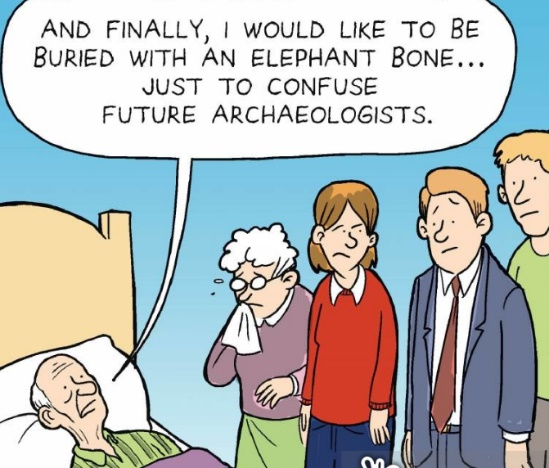 AND FINALLY, I WOULD LIKE TO BE
BURIED WITH AN ELEPHANT BONE...
JUST TO CONFUSE
FUTURE ARCHAEOLOGISTS.